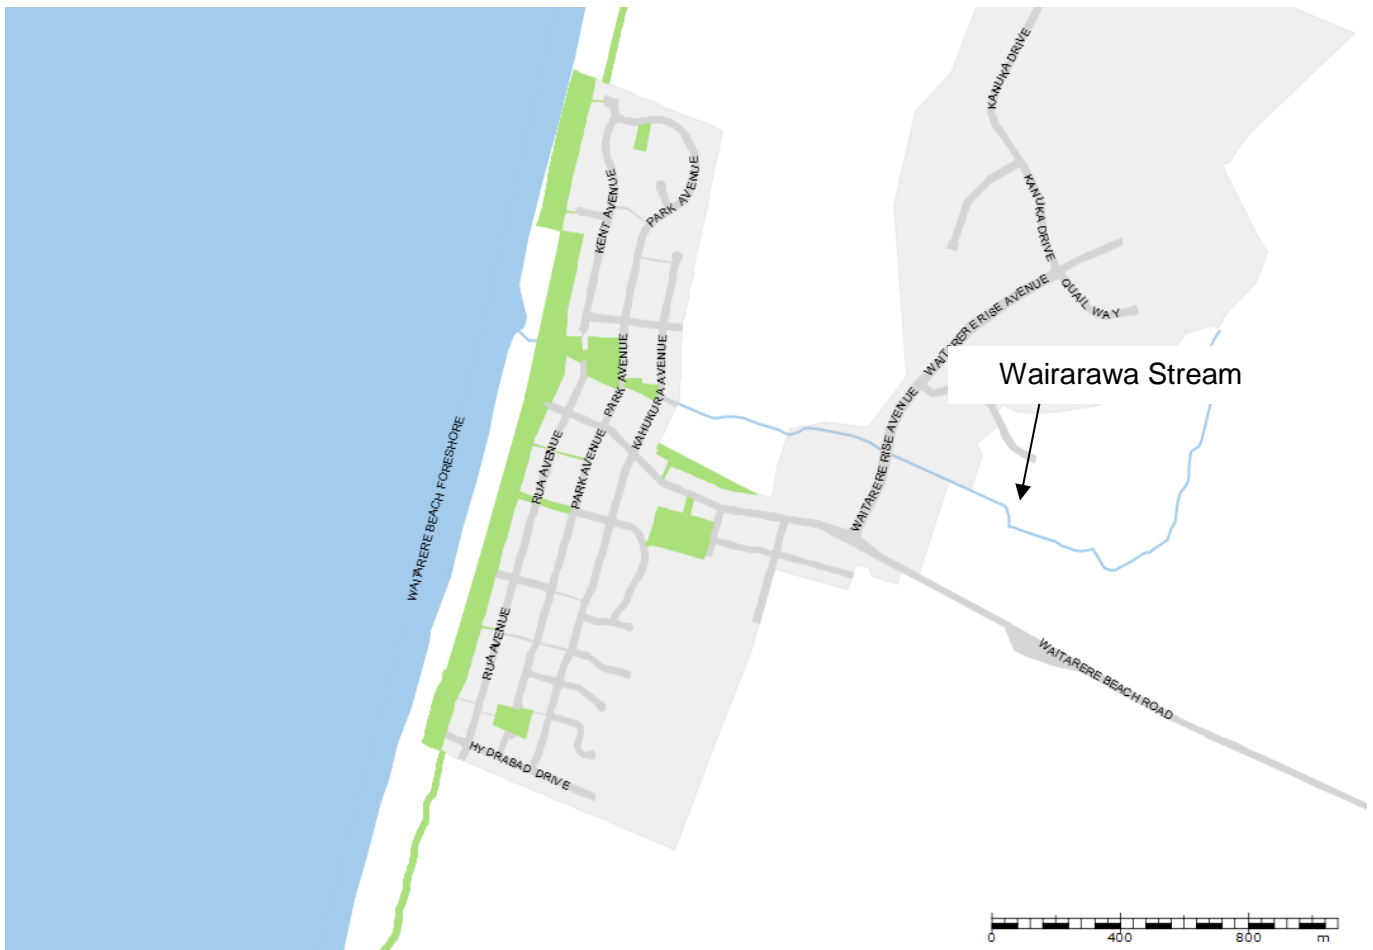 KANUKA DRIVE
KENT AVENUE
PARK AVENUE
KANUKA DRIVE
QUAIL WAY
WAITARERE RISE AVENUE
Wairarawa Stream
PARK AVENUE
KAHUKURA AVENUE
WAITARERE RISE AVENUE
RUA AVENUE
PARK AVENUE
WAITARERE BEACH FORESHORE
RUA AVENUE
WAITARERE BEACH ROAD
Hy DRABAD DRIVE
0 400 800 m